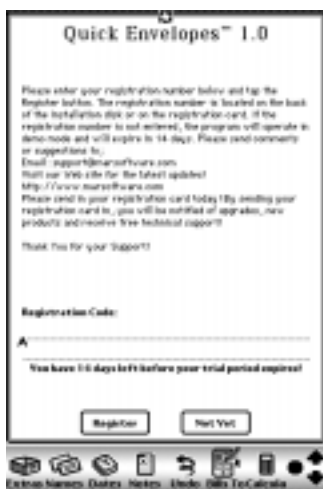 Quick Envelopes™ 1.0
Please enter your registration number below and tap the
Register button. The registration number is located on the back
of the installation disk or on the registration card. If the
registration number is not entered, the program will operate in
demo mode and will expire in 14 days. Please send comments
or suggestions to:
Email: support@marsoftware.com
Visit our Web site for the latest updates!
http://www.marsoftware.com
Please send in your registration card today! By sending your
registration card in, you will be notified of upgrades, new
products and receive free technical support!
Thank You for your Support!
Registration Code:
A
You have 14 days left before your trial period expires!
Register Not Yet
Extras Names Dates Notes Undo Bills To Calcula